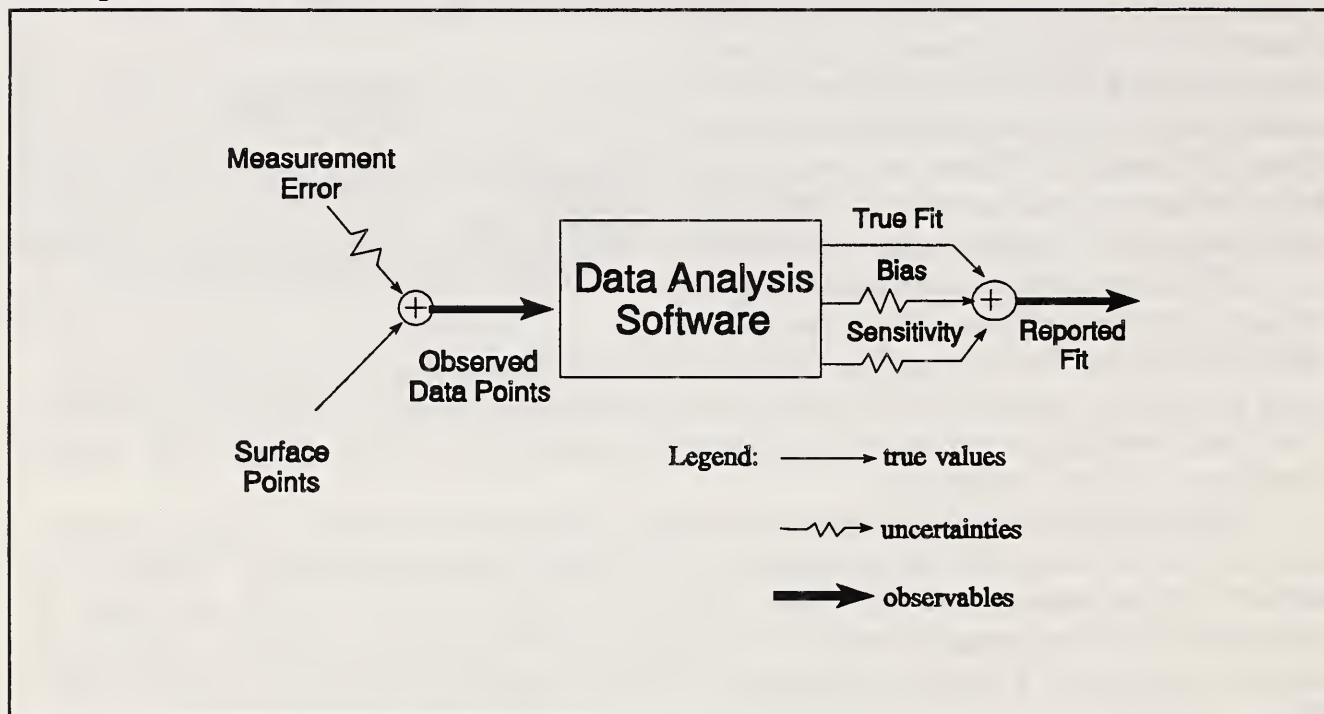 Measurement
Error
Surface
Points
Observed
Data Points
Data Analysis
Software
True Fit
Bias
Sensitivity
Reported
Fit
Legend:
true values
uncertainties
observables